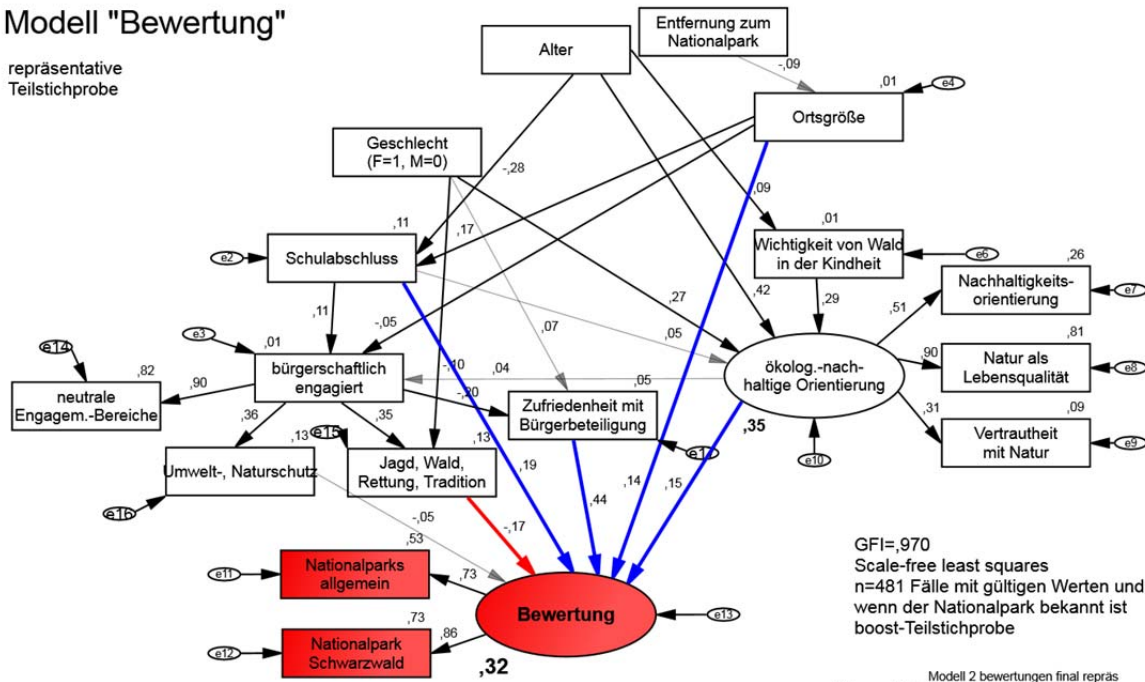 Modell "Bewertung"
repräsentative
Teilstichprobe
Entfernung zum
Nationalpark
Alter
-,09
,01
e4
Ortsgröße
Geschlecht
(F=1, M=0)
-,28
,09
,11
,17
,01
e2
Schulabschluss
Wichtigkeit von Wald
in der Kindheit
e6
,26
Nachhaltigkeits-
orientierung
e7
,11
-,05
,07
,27
,42
,29
,05
,51
e3
,01
e14
,82
bürgerschaftlich
engagiert
,04
ökolog.-nach-
haltige Orientierung
,90
,81
Natur als
Lebensqualität
e8
neutrale
Engagem.-Bereiche
,90
-,10
-,20
,05
Zufriedenheit mit
Bürgerbeteiligung
,31
,09
,36
,35
e15
,13
,13
,35
e10
Vertrautheit
mit Natur
e9
Umwelt-, Naturschutz
Jagd, Wald,
Rettung, Tradition
,19
,44
,14
,15
e16
-,05
-,17
,53
GFI=,970
Scale-free least squares
n=481 Fälle mit gültigen Werten und
wenn der Nationalpark bekannt ist
boost-Teilstichprobe
e11
Nationalparks
allgemein
,73
Bewertung
e13
,73
e12
Nationalpark
Schwarzwald
,86
,32
Modell 2 bewertungen final repräs